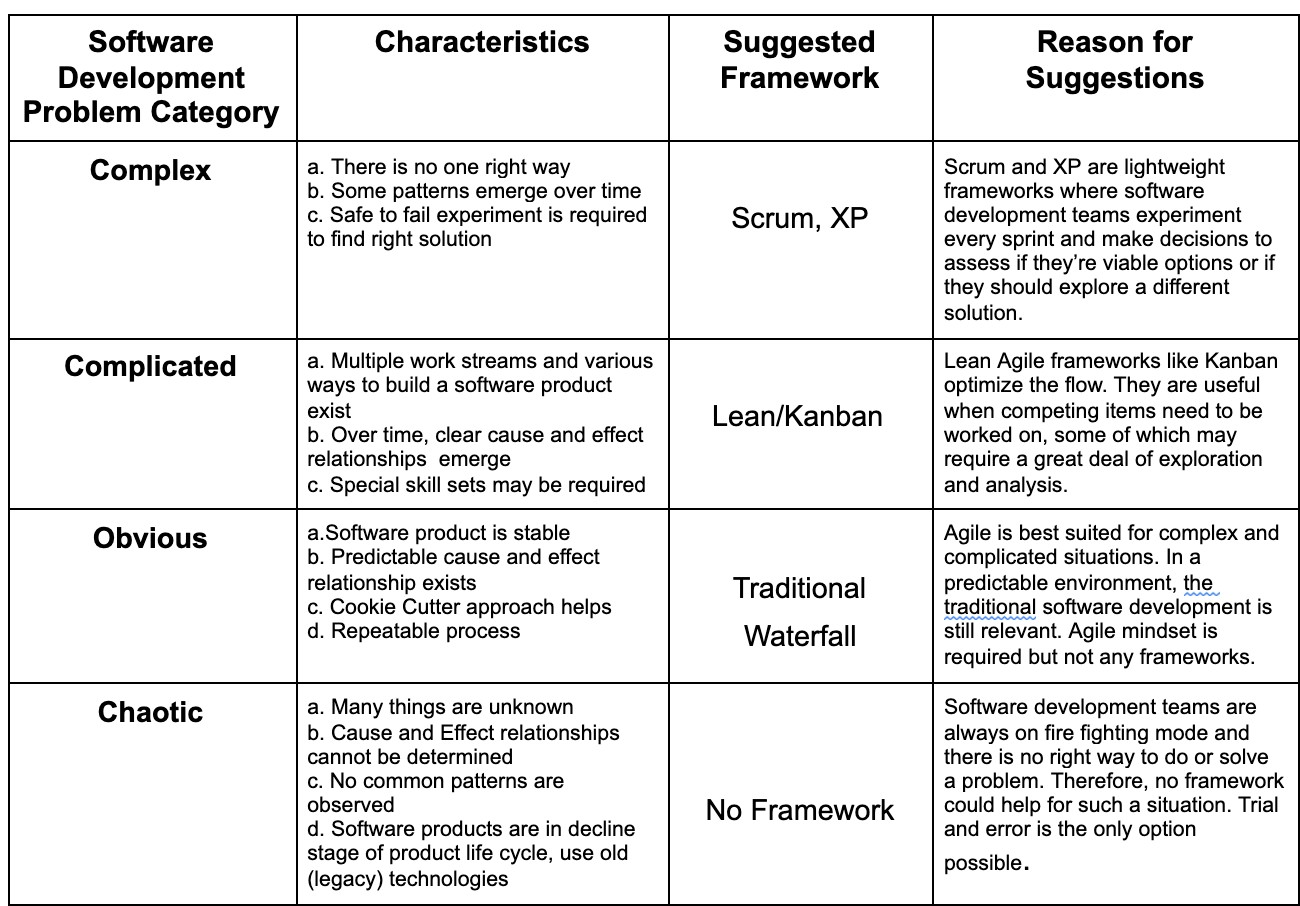 Software
Development
Problem Category
Characteristics
Suggested
Framework
Reason for
Suggestions
Complex
a. There is no one right way
b. Some patterns emerge over time
c. Safe to fail experiment is required
to find right solution
Scrum, XP
Scrum and XP are lightweight
frameworks where software
development teams experiment
every sprint and make decisions to
assess if they’re viable options or if
they should explore a different
solution.
Complicated
a. Multiple work streams and various
ways to build a software product
exist
b. Over time, clear cause and effect
relationships  emerge
c. Special skill sets may be required
Lean/Kanban
Lean Agile frameworks like Kanban
optimize the flow. They are useful
when competing items need to be
worked on, some of which may
require a great deal of exploration
and analysis.
Obvious
a.Software product is stable
b. Predictable cause and effect
relationship exists
c. Cookie Cutter approach helps
d. Repeatable process
Traditional
Waterfall
Agile is best suited for complex and
complicated situations. In a
predictable environment, the
traditional software development is
still relevant. Agile mindset is
required but not any frameworks.
Chaotic
a. Many things are unknown
b. Cause and Effect relationships
cannot be determined
c. No common patterns are
observed
d. Software products are in decline
stage of product life cycle, use old
(legacy) technologies
No Framework
Software development teams are
always on fire fighting mode and
there is no right way to do or solve
a problem. Therefore, no framework
could help for such a situation. Trial
and error is the only option
possible.